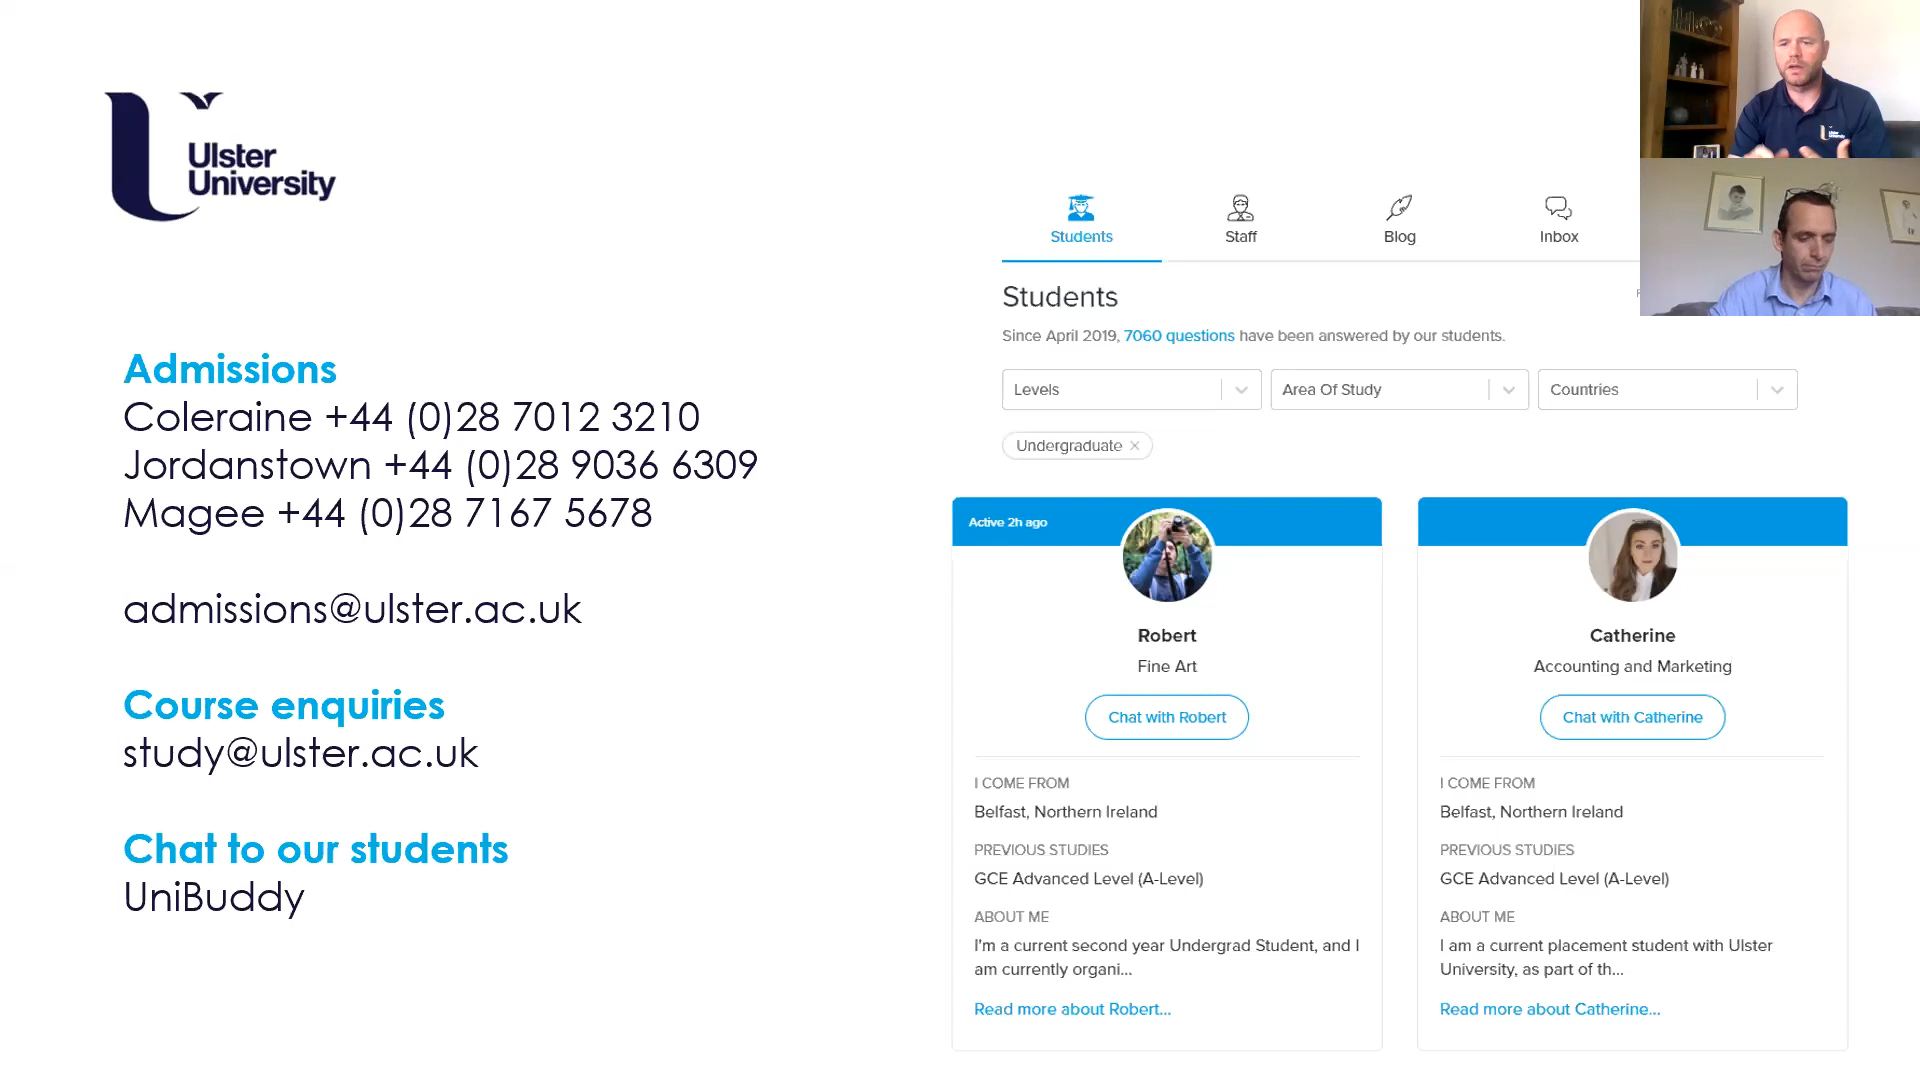 Ulster
University
Admissions
Coleraine +44 (0)28 7012 3210
Jordanstown +44 (0)28 9036 6309
Magee +44 (0)28 7167 5678
admissions@ulster.ac.uk
Course enquiries
study@ulster.ac.uk
Chat to our students
UniBuddy
Students
Staff
Blog
Inbox
Students
Since April 2019, 7060 questions have been answered by our students.
Levels
Area Of Study
Countries
Undergraduate ×
Active 2h ago
Robert
Fine Art
Chat with Robert
I COME FROM
Belfast, Northern Ireland
PREVIOUS STUDIES
GCE Advanced Level (A-Level)
ABOUT ME
I'm a current second year Undergrad Student, and I
am currently organi...
Read more about Robert...
Catherine
Accounting and Marketing
Chat with Catherine
I COME FROM
Belfast, Northern Ireland
PREVIOUS STUDIES
GCE Advanced Level (A-Level)
ABOUT ME
I am a current placement student with Ulster
University, as part of th...
Read more about Catherine...